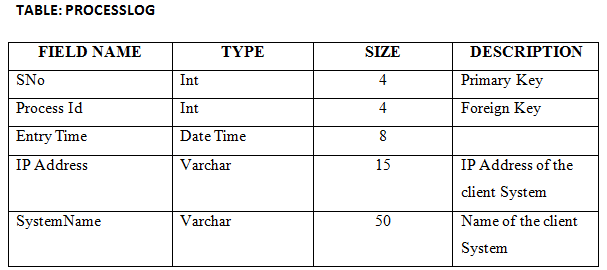 TABLE: PROCESSLOG
FIELD NAME TYPE SIZE DESCRIPTION
SNo Int 4 Primary Key
Process Id Int 4 Foreign Key
Entry Time Date Time 8
IP Address Varchar 15 IP Address of the
client System
SystemName Varchar 50 Name of the client
System